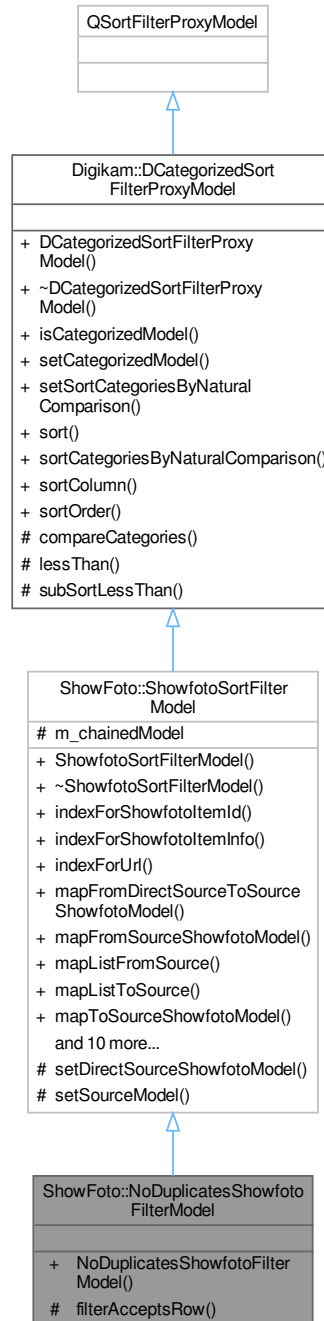 QSortFilterProxyModel
Digikam::DCategorizedSort
FilterProxyModel
+ DCategorizedSortFilterProxy
Model()
+ ~DCategorizedSortFilterProxy
Model()
+ isCategorizedModel()
+ setCategorizedModel()
+ setSortCategoriesByNatural
Comparison()
+ sort()
+ sortCategoriesByNaturalComparison()
+ sortColumn()
+ sortOrder()
# compareCategories()
# lessThan()
# subSortLessThan()
ShowFoto::ShowfotoSortFilter
Model
# m_chainedModel
+ ShowfotoSortFilterModel()
+ ~ShowfotoSortFilterModel()
+ indexForShowfotoItemId()
+ indexForShowfotoItemInfo()
+ indexForUrl()
+ mapFromDirectSourceToSource
ShowfotoModel()
+ mapFromSourceShowfotoModel()
+ mapListFromSource()
+ mapListToSource()
+ mapToSourceShowfotoModel()
and 10 more...
# setDirectSourceShowfotoModel()
# setSourceModel()
ShowFoto::NoDuplicatesShowfoto
FilterModel
+ NoDuplicatesShowfotoFilter
Model()
# filterAcceptsRow()